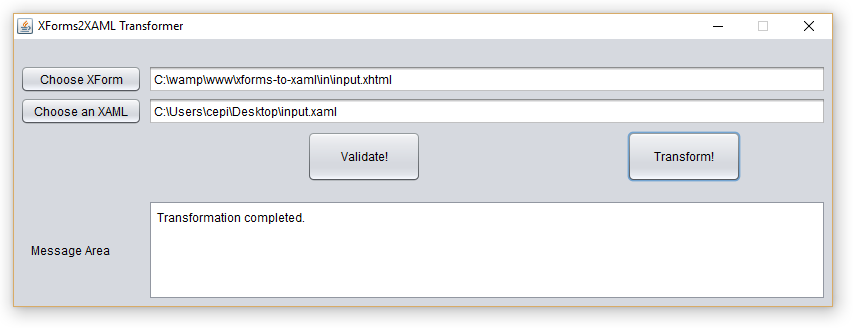 XForms2XAML Transformer
Choose XForm C:\wamp\www\xforms-to-xaml\in\input.xhtml
Choose an XAML C:\Users\cepi\Desktop\input.xaml
Validate! Transform!
Transformation completed.
Message Area